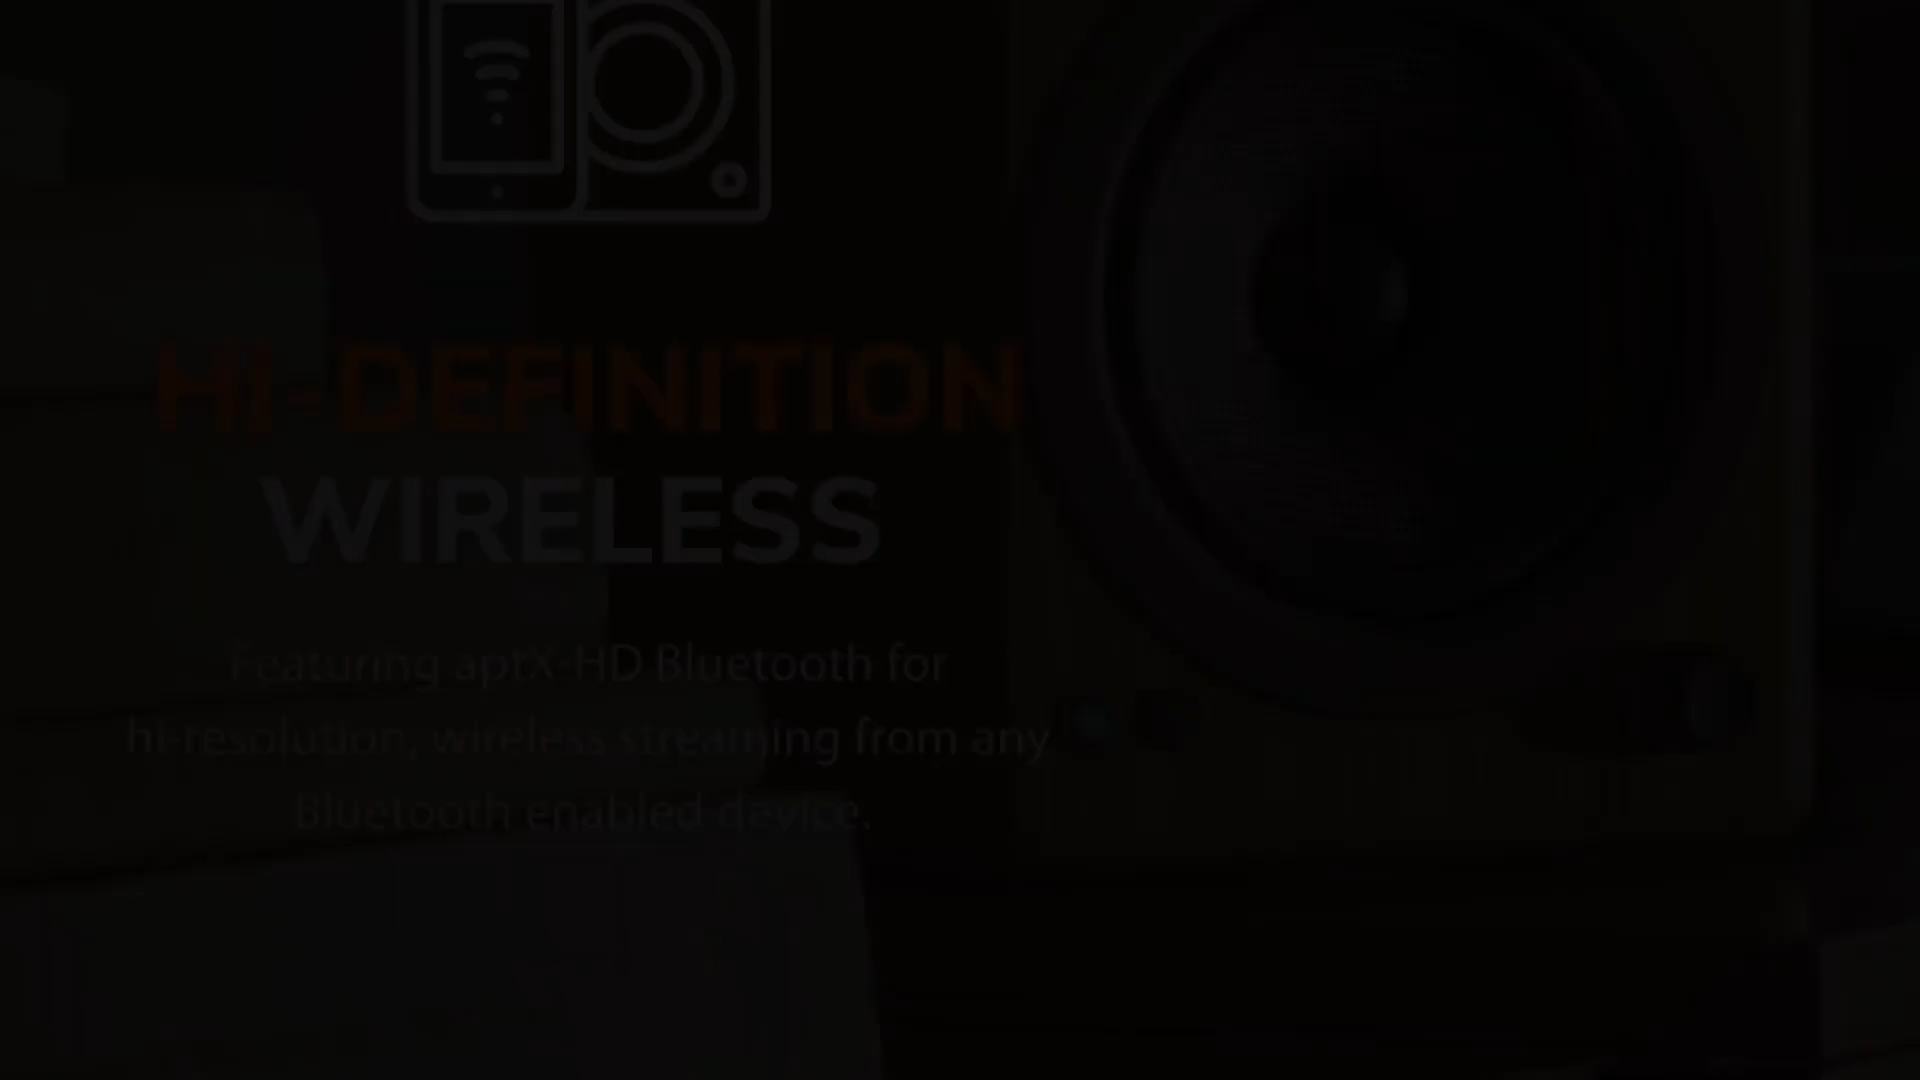 HI-DEFINITION
WIRELESS
Featuring aptX-HD Bluetooth for
hi-resolution, wireless streaming from any
Bluetooth enabled device.